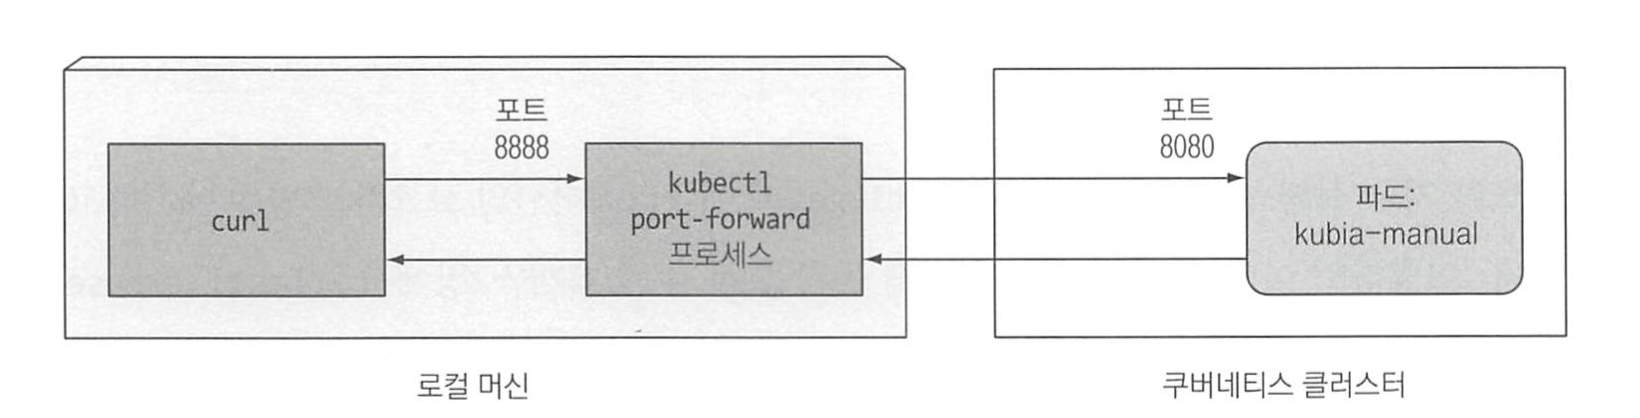 포트
8888
포트
8080
curl
kubectl
port-forward
프로세스
파드:
kubia-manual
로컬 머신
쿠버네티스 클러스터